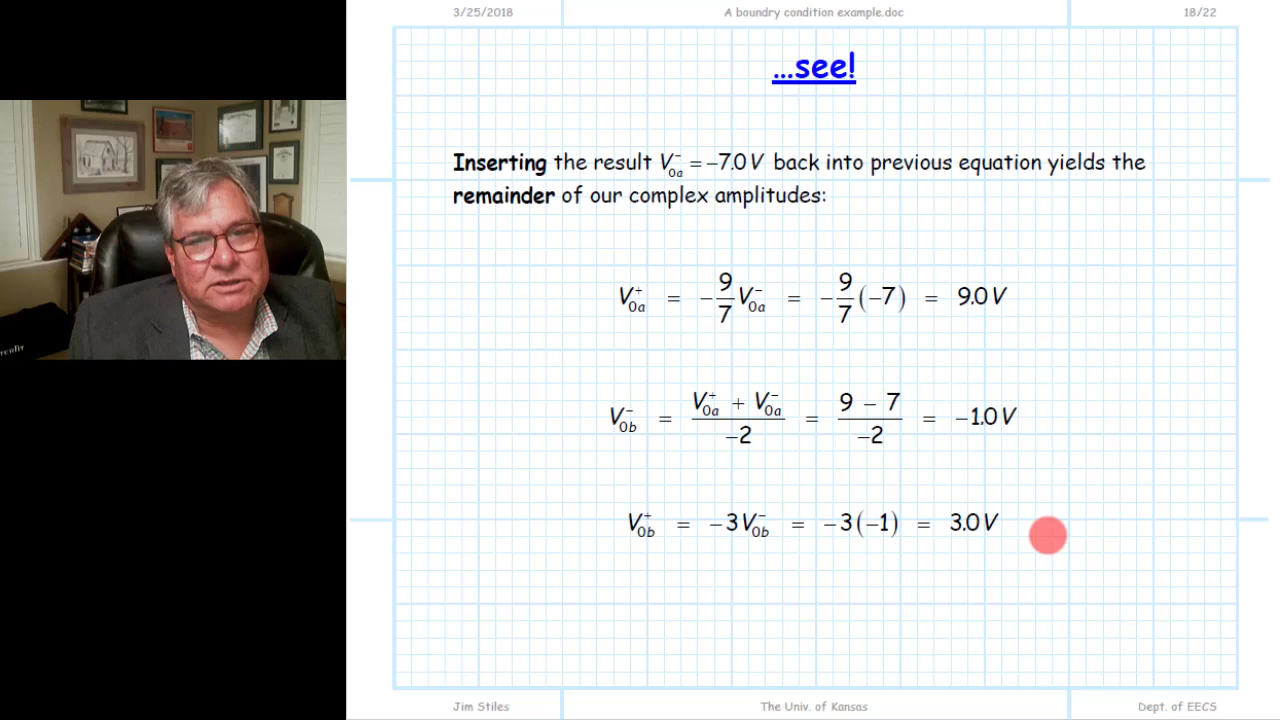 3/25/2018 A boundry condition example.doc 18/22
…see!
Inserting the result V₀ₐ⁻ = −7.0 V back into previous equation yields the
remainder of our complex amplitudes:
V₀ₐ⁺ = −9/7 V₀ₐ⁻ = −9/7 (−7) = 9.0 V
V₀b⁻ = (V₀ₐ⁺ + V₀ₐ⁻)/−2 = (9 − 7)/−2 = −1.0 V
V₀b⁺ = −3 V₀b⁻ = −3(−1) = 3.0 V
Jim Stiles The Univ. of Kansas Dept. of EECS